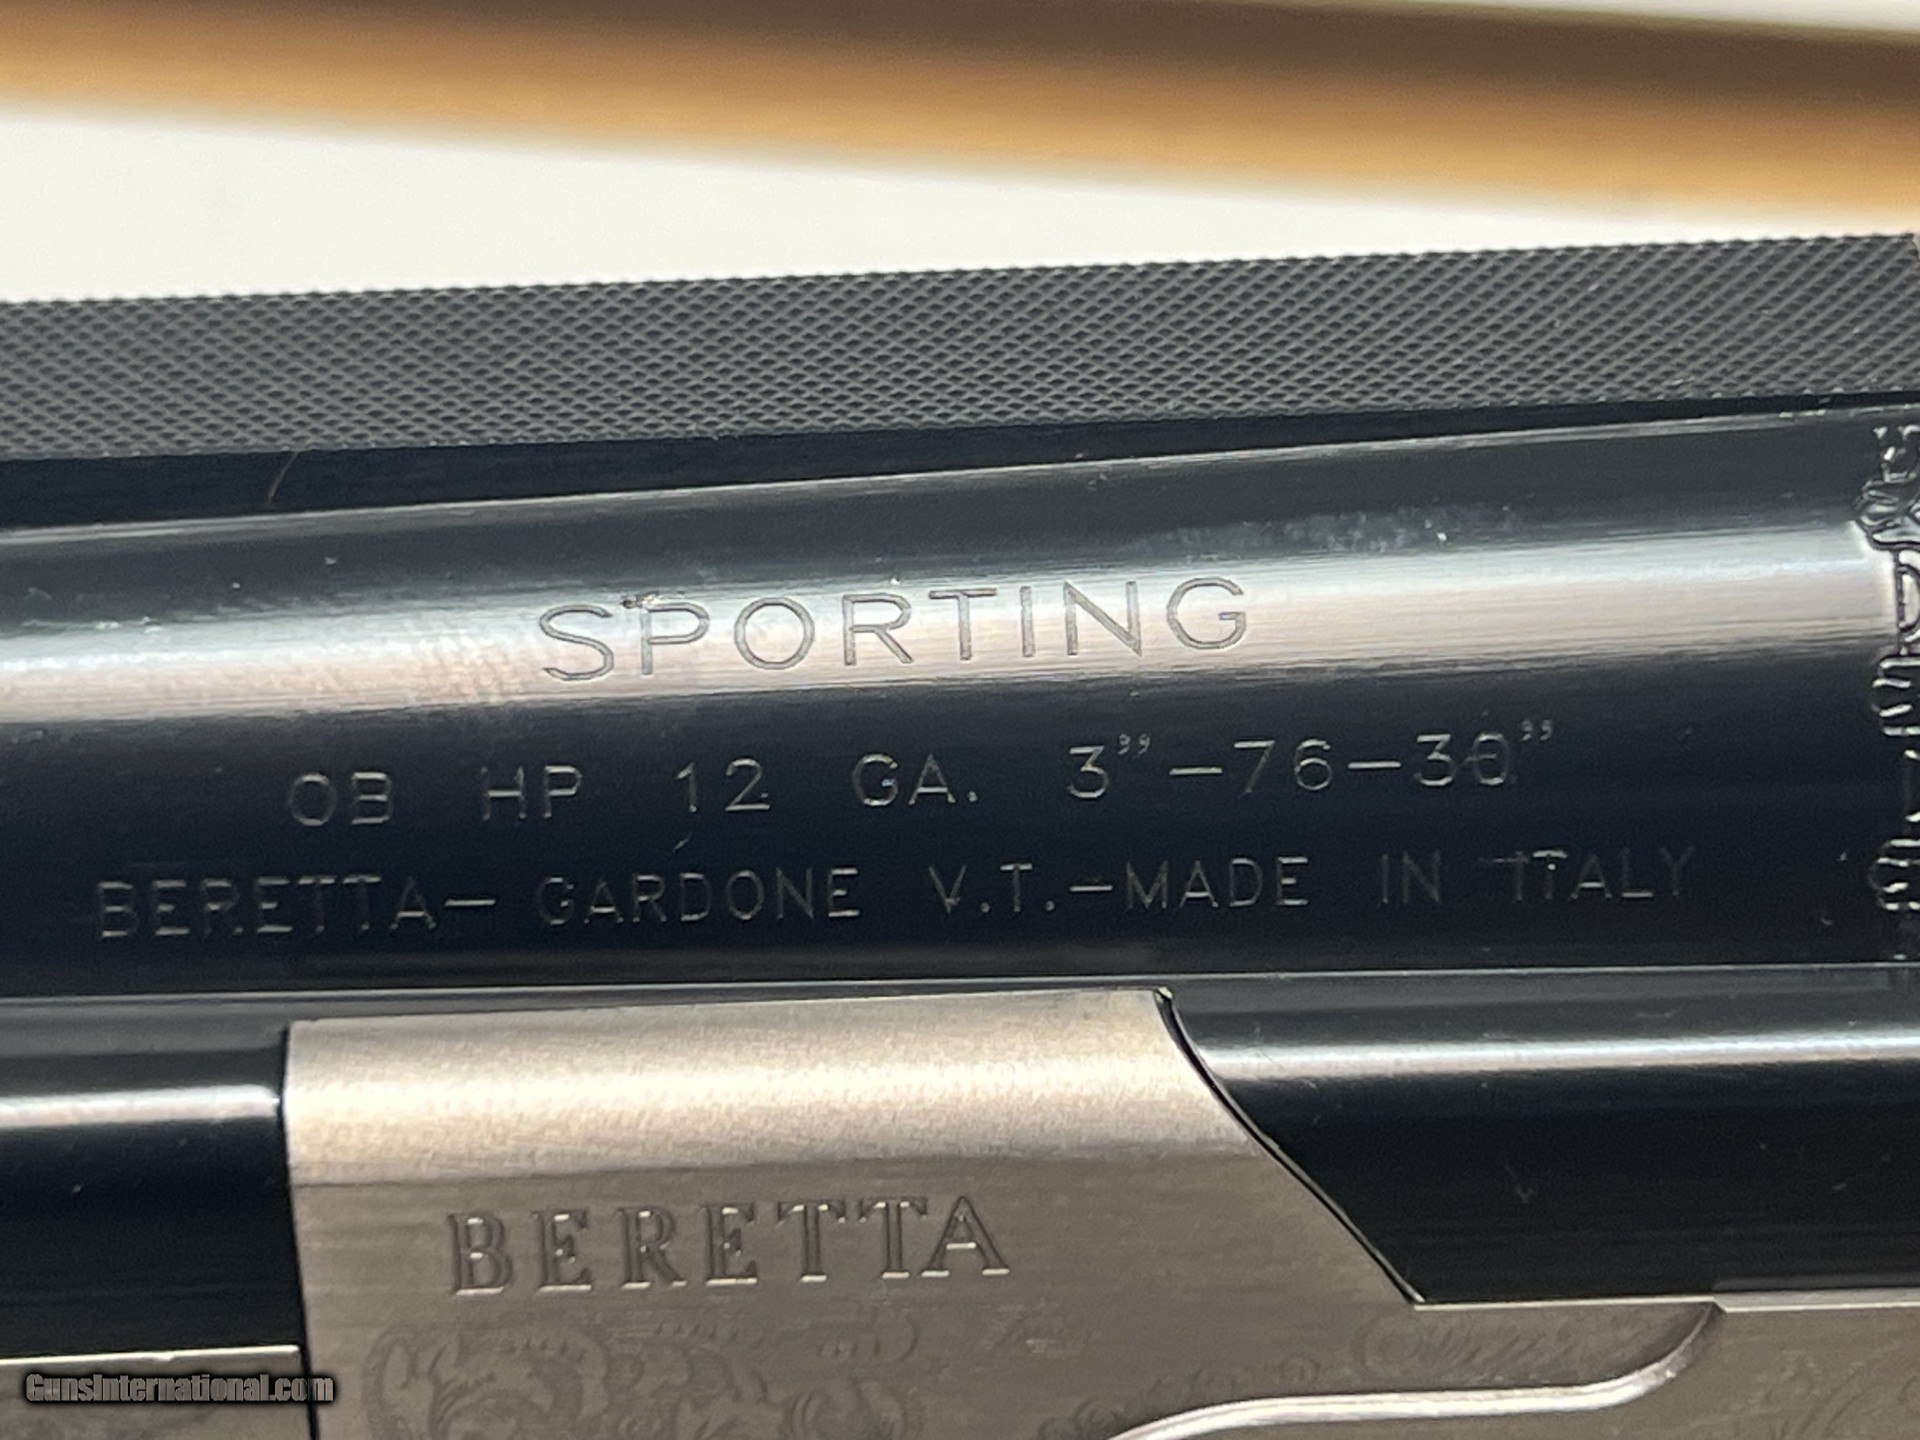 SPORTING
OB HP 12 GA. 3"-76-30"
BERETTA- GARDONE V.T.-MADE IN ITALY
BERETTA
GunsInternational.com